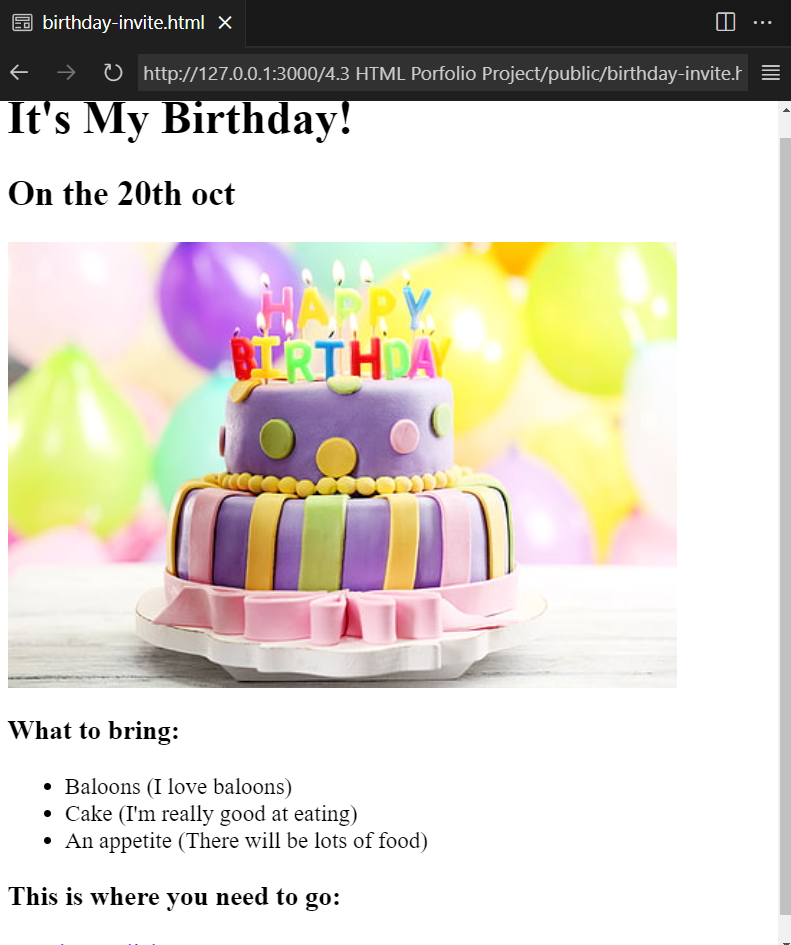 birthday-invite.html
http://127.0.0.1:3000/4.3 HTML Porfolio Project/public/birthday-invite.h
It's My Birthday!
On the 20th oct
HAPPY
BIRTHDAY
What to bring:
Baloons (I love baloons)
Cake (I'm really good at eating)
An appetite (There will be lots of food)
This is where you need to go: